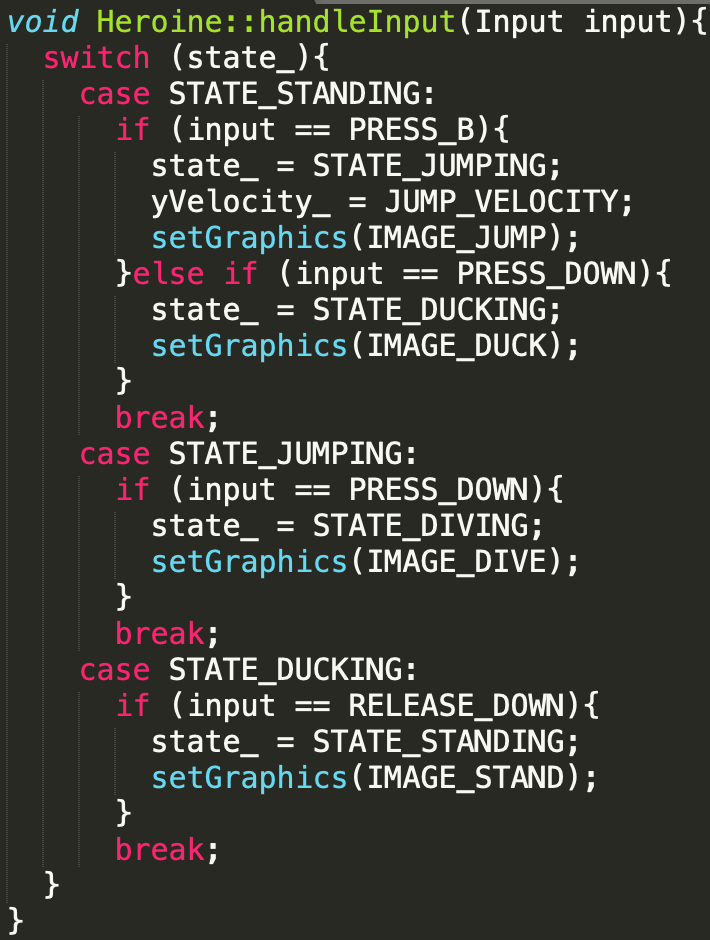 void Heroine::handleInput(Input input){
  switch (state_){
    case STATE_STANDING:
      if (input == PRESS_B){
        state_ = STATE_JUMPING;
        yVelocity_ = JUMP_VELOCITY;
        setGraphics(IMAGE_JUMP);
      }else if (input == PRESS_DOWN){
        state_ = STATE_DUCKING;
        setGraphics(IMAGE_DUCK);
      }
      break;
    case STATE_JUMPING:
      if (input == PRESS_DOWN){
        state_ = STATE_DIVING;
        setGraphics(IMAGE_DIVE);
      }
      break;
    case STATE_DUCKING:
      if (input == RELEASE_DOWN){
        state_ = STATE_STANDING;
        setGraphics(IMAGE_STAND);
      }
      break;
  }
}